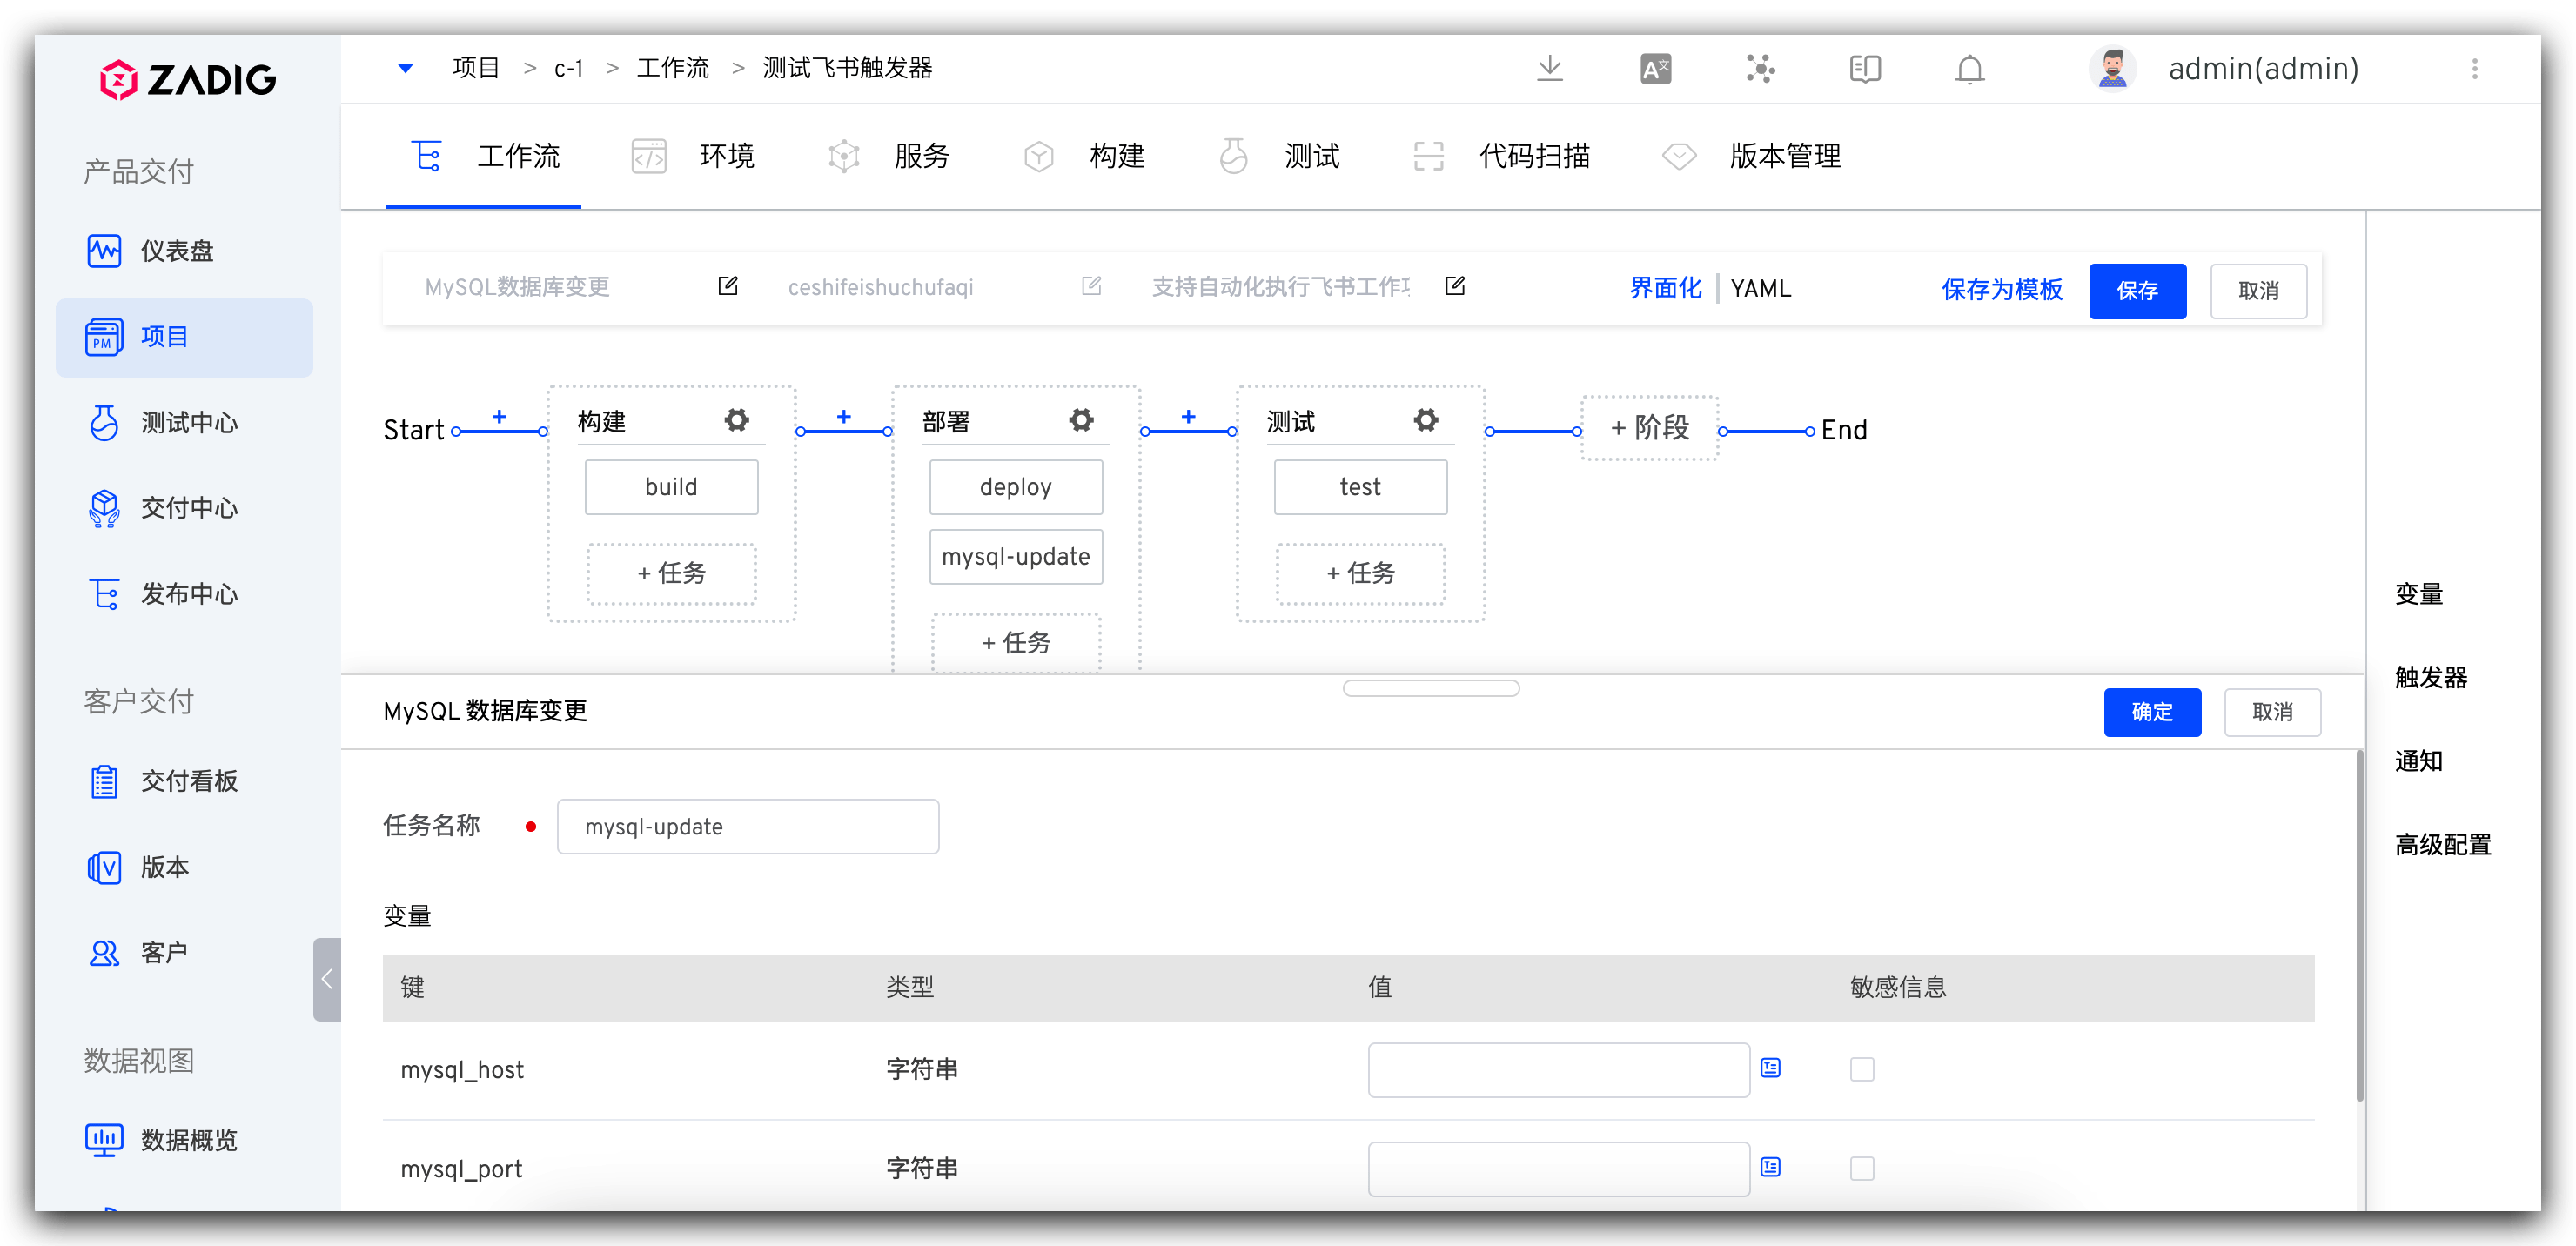 ZADIG
项目 > c-1 > 工作流 > 测试飞书触发器
admin(admin)
工作流 环境 服务 构建 测试 代码扫描 版本管理
产品交付
仪表盘
项目
测试中心
交付中心
发布中心
客户交付
交付看板
版本
客户
数据视图
数据概览
MySQL数据库变更 ceshifeishuchufaqi 支持自动化执行飞书工作 界面化 YAML 保存为模板 保存 取消
Start + 构建 + 部署 + 测试 + 阶段 End
build deploy test
+ 任务 mysql-update + 任务
+ 任务
MySQL 数据库变更 确定 取消
任务名称 mysql-update
变量
键 类型 值 敏感信息
mysql_host 字符串
mysql_port 字符串
变量
触发器
通知
高级配置